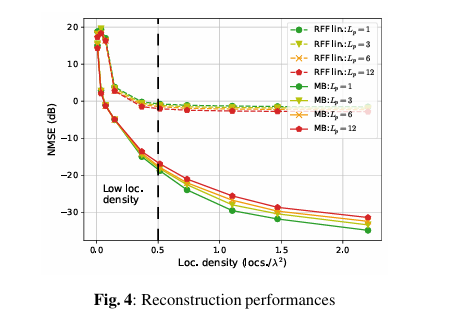 20
10
0
−10
−20
−30
NMSE (dB)
RFF lin: Lp = 1
RFF lin: Lp = 3
RFF lin: Lp = 6
RFF lin: Lp = 12
MB: Lp = 1
MB: Lp = 3
MB: Lp = 6
MB: Lp = 12
Low loc.
density
0.0 0.5 1.0 1.5 2.0
Loc. density (locs./λ²)
Fig. 4: Reconstruction performances